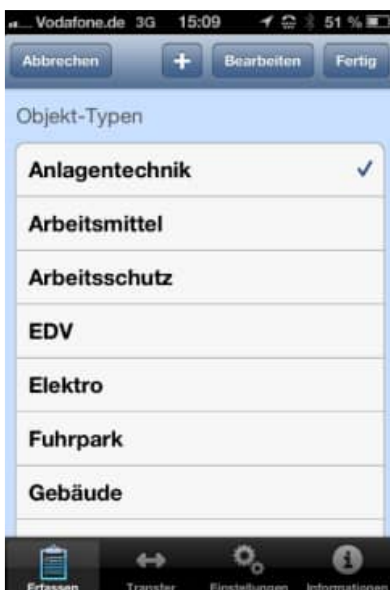 Vodafone.de 3G 15:09 51 %
Abbrechen + Bearbeiten Fertig
Objekt-Typen
Anlagentechnik ✓
Arbeitsmittel
Arbeitsschutz
EDV
Elektro
Fuhrpark
Gebäude
Erfassen Transfer Einstellungen Informationen